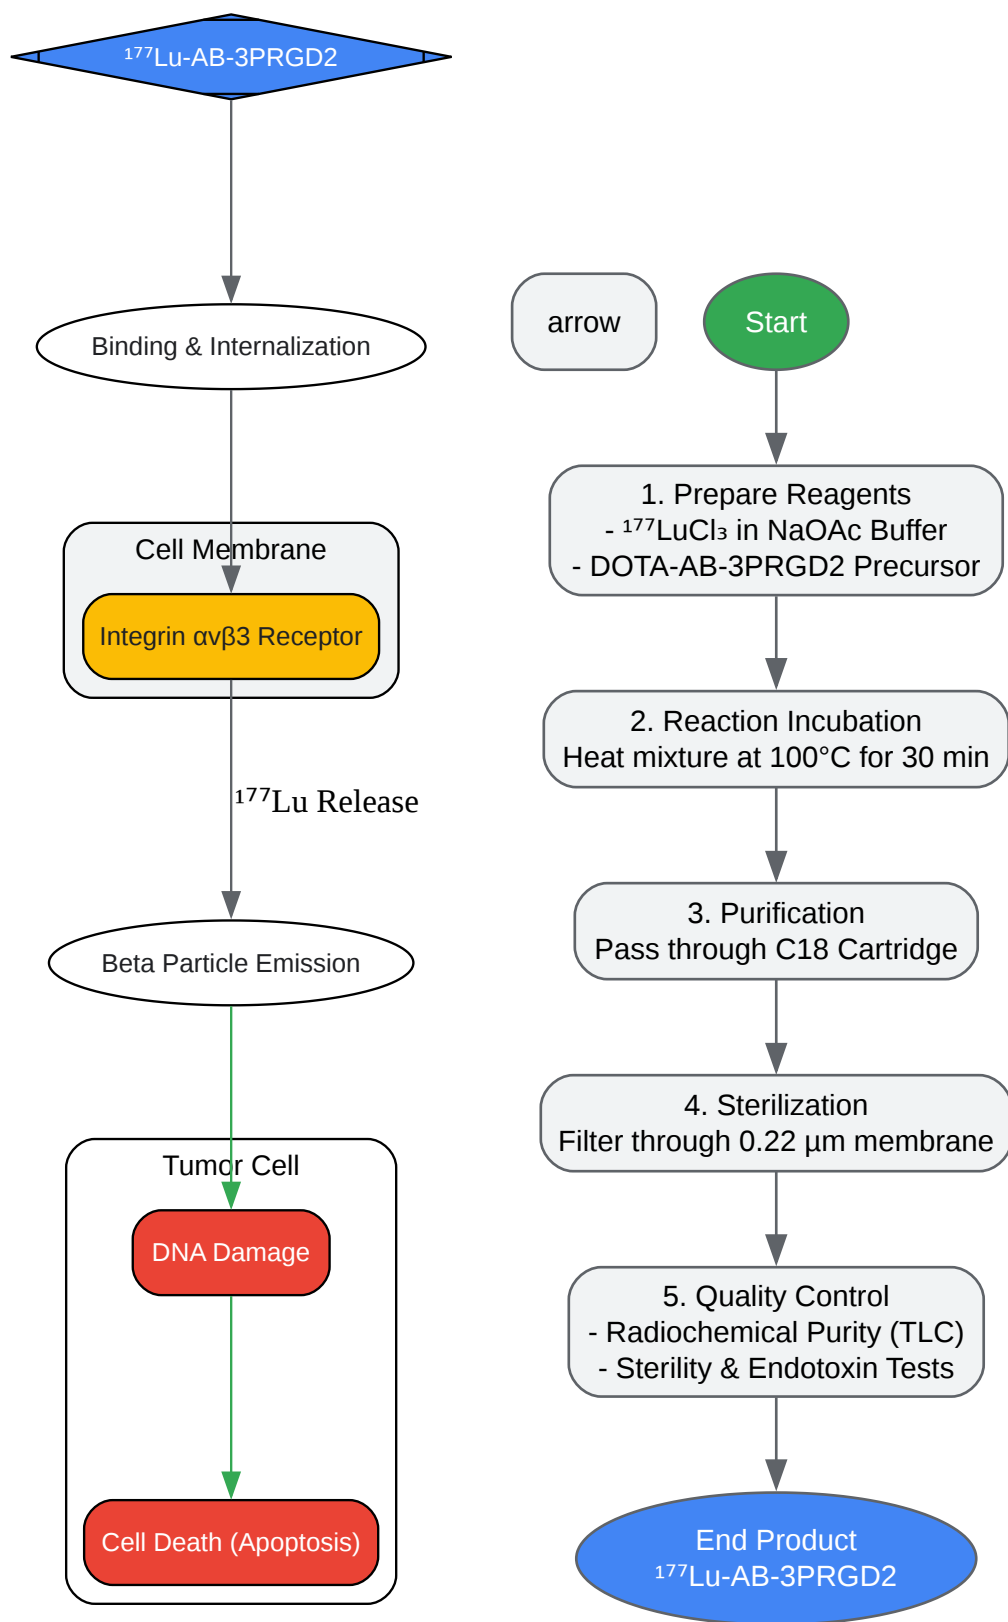 ¹⁷⁷Lu-AB-3PRGD2
Binding & Internalization
Cell Membrane
Integrin αvβ3 Receptor
¹⁷⁷Lu Release
Beta Particle Emission
Tumor Cell
DNA Damage
Cell Death (Apoptosis)
arrow
Start
1. Prepare Reagents
- ¹⁷⁷LuCl₃ in NaOAc Buffer
- DOTA-AB-3PRGD2 Precursor
2. Reaction Incubation
Heat mixture at 100°C for 30 min
3. Purification
Pass through C18 Cartridge
4. Sterilization
Filter through 0.22 µm membrane
5. Quality Control
- Radiochemical Purity (TLC)
- Sterility & Endotoxin Tests
End Product
¹⁷⁷Lu-AB-3PRGD2